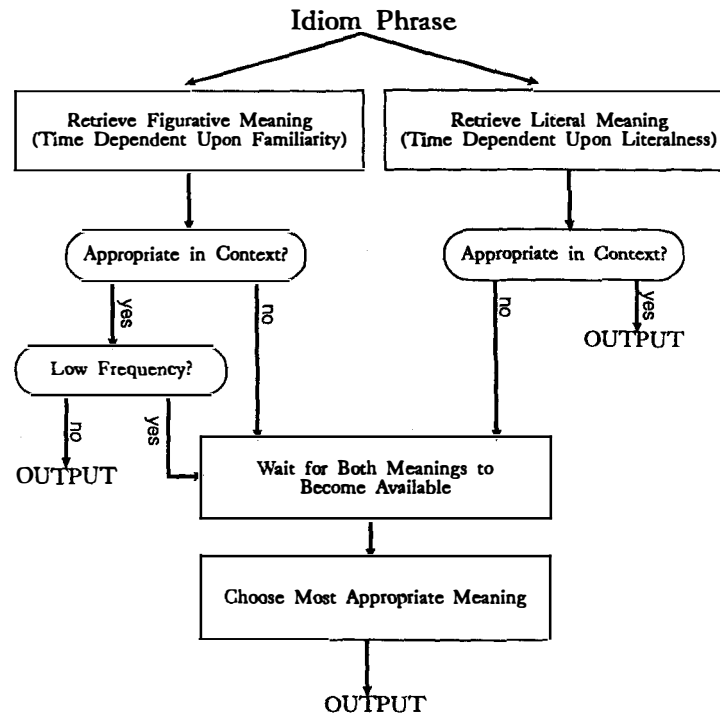 Idiom Phrase
Retrieve Figurative Meaning
(Time Dependent Upon Familiarity)
Retrieve Literal Meaning
(Time Dependent Upon Literalness)
Appropriate in Context?
Appropriate in Context?
yes
no
no
yes
OUTPUT
Low Frequency?
no
yes
OUTPUT
Wait for Both Meanings to
Become Available
Choose Most Appropriate Meaning
OUTPUT